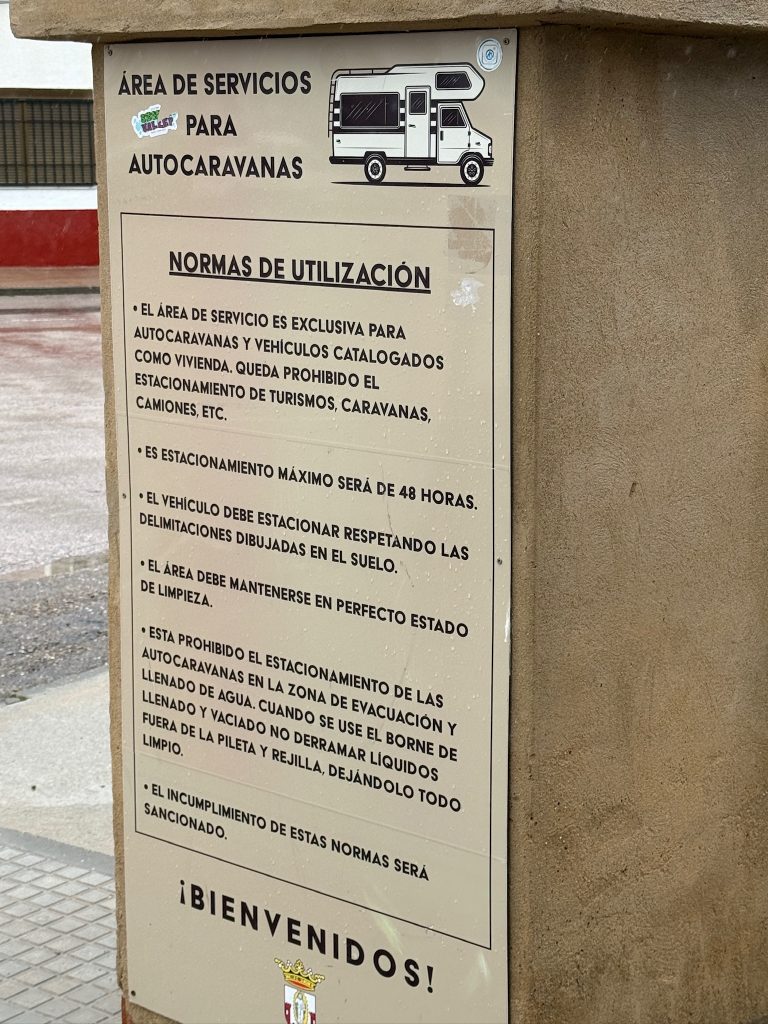 ÁREA DE SERVICIOS
PARA
AUTOCARAVANAS
NORMAS DE UTILIZACIÓN
• EL ÁREA DE SERVICIO ES EXCLUSIVA PARA
AUTOCARAVANAS Y VEHÍCULOS CATALOGADOS
COMO VIVIENDA. QUEDA PROHIBIDO EL
ESTACIONAMIENTO DE TURISMOS, CARAVANAS,
CAMIONES, ETC.
• ES ESTACIONAMIENTO MÁXIMO SERÁ DE 48 HORAS.
• EL VEHÍCULO DEBE ESTACIONAR RESPETANDO LAS
DELIMITACIONES DIBUJADAS EN EL SUELO.
• EL ÁREA DEBE MANTENERSE EN PERFECTO ESTADO
DE LIMPIEZA.
• ESTA PROHIBIDO EL ESTACIONAMIENTO DE LAS
AUTOCARAVANAS EN LA ZONA DE EVACUACIÓN Y
LLENADO DE AGUA. CUANDO SE USE EL BORNE DE
LLENADO Y VACIADO NO DERRAMAR LÍQUIDOS
FUERA DE LA PILETA Y REJILLA, DEJÁNDOLO TODO
LIMPIO.
• EL INCUMPLIMIENTO DE ESTAS NORMAS SERÁ
SANCIONADO.
¡BIENVENIDOS!